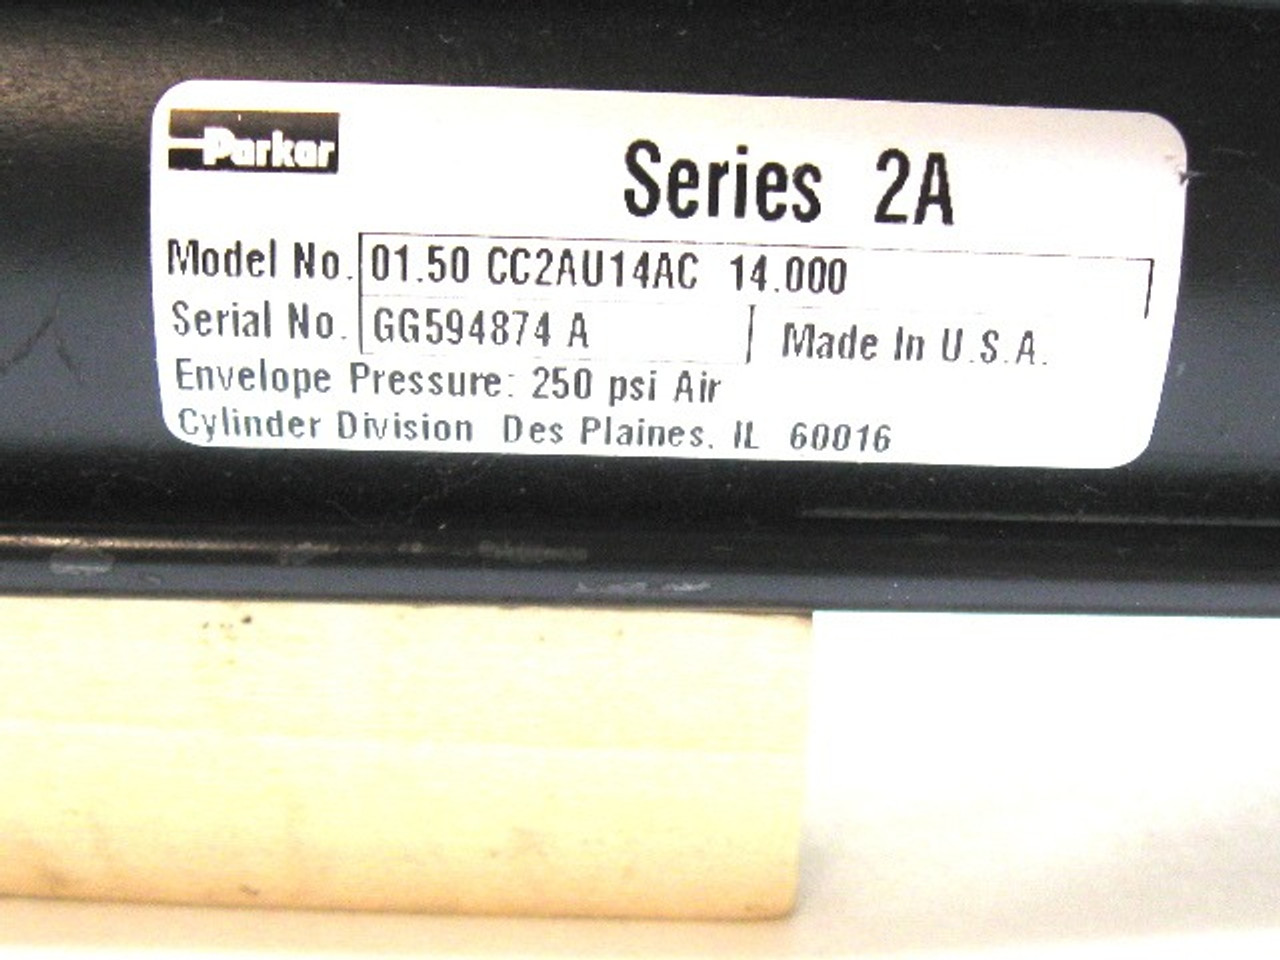 Parker
Series 2A
Model No. 01.50 CC2AU14AC 14.000
Serial No. GG594874 A Made In U.S.A.
Envelope Pressure: 250 psi Air
Cylinder Division Des Plaines, IL 60016